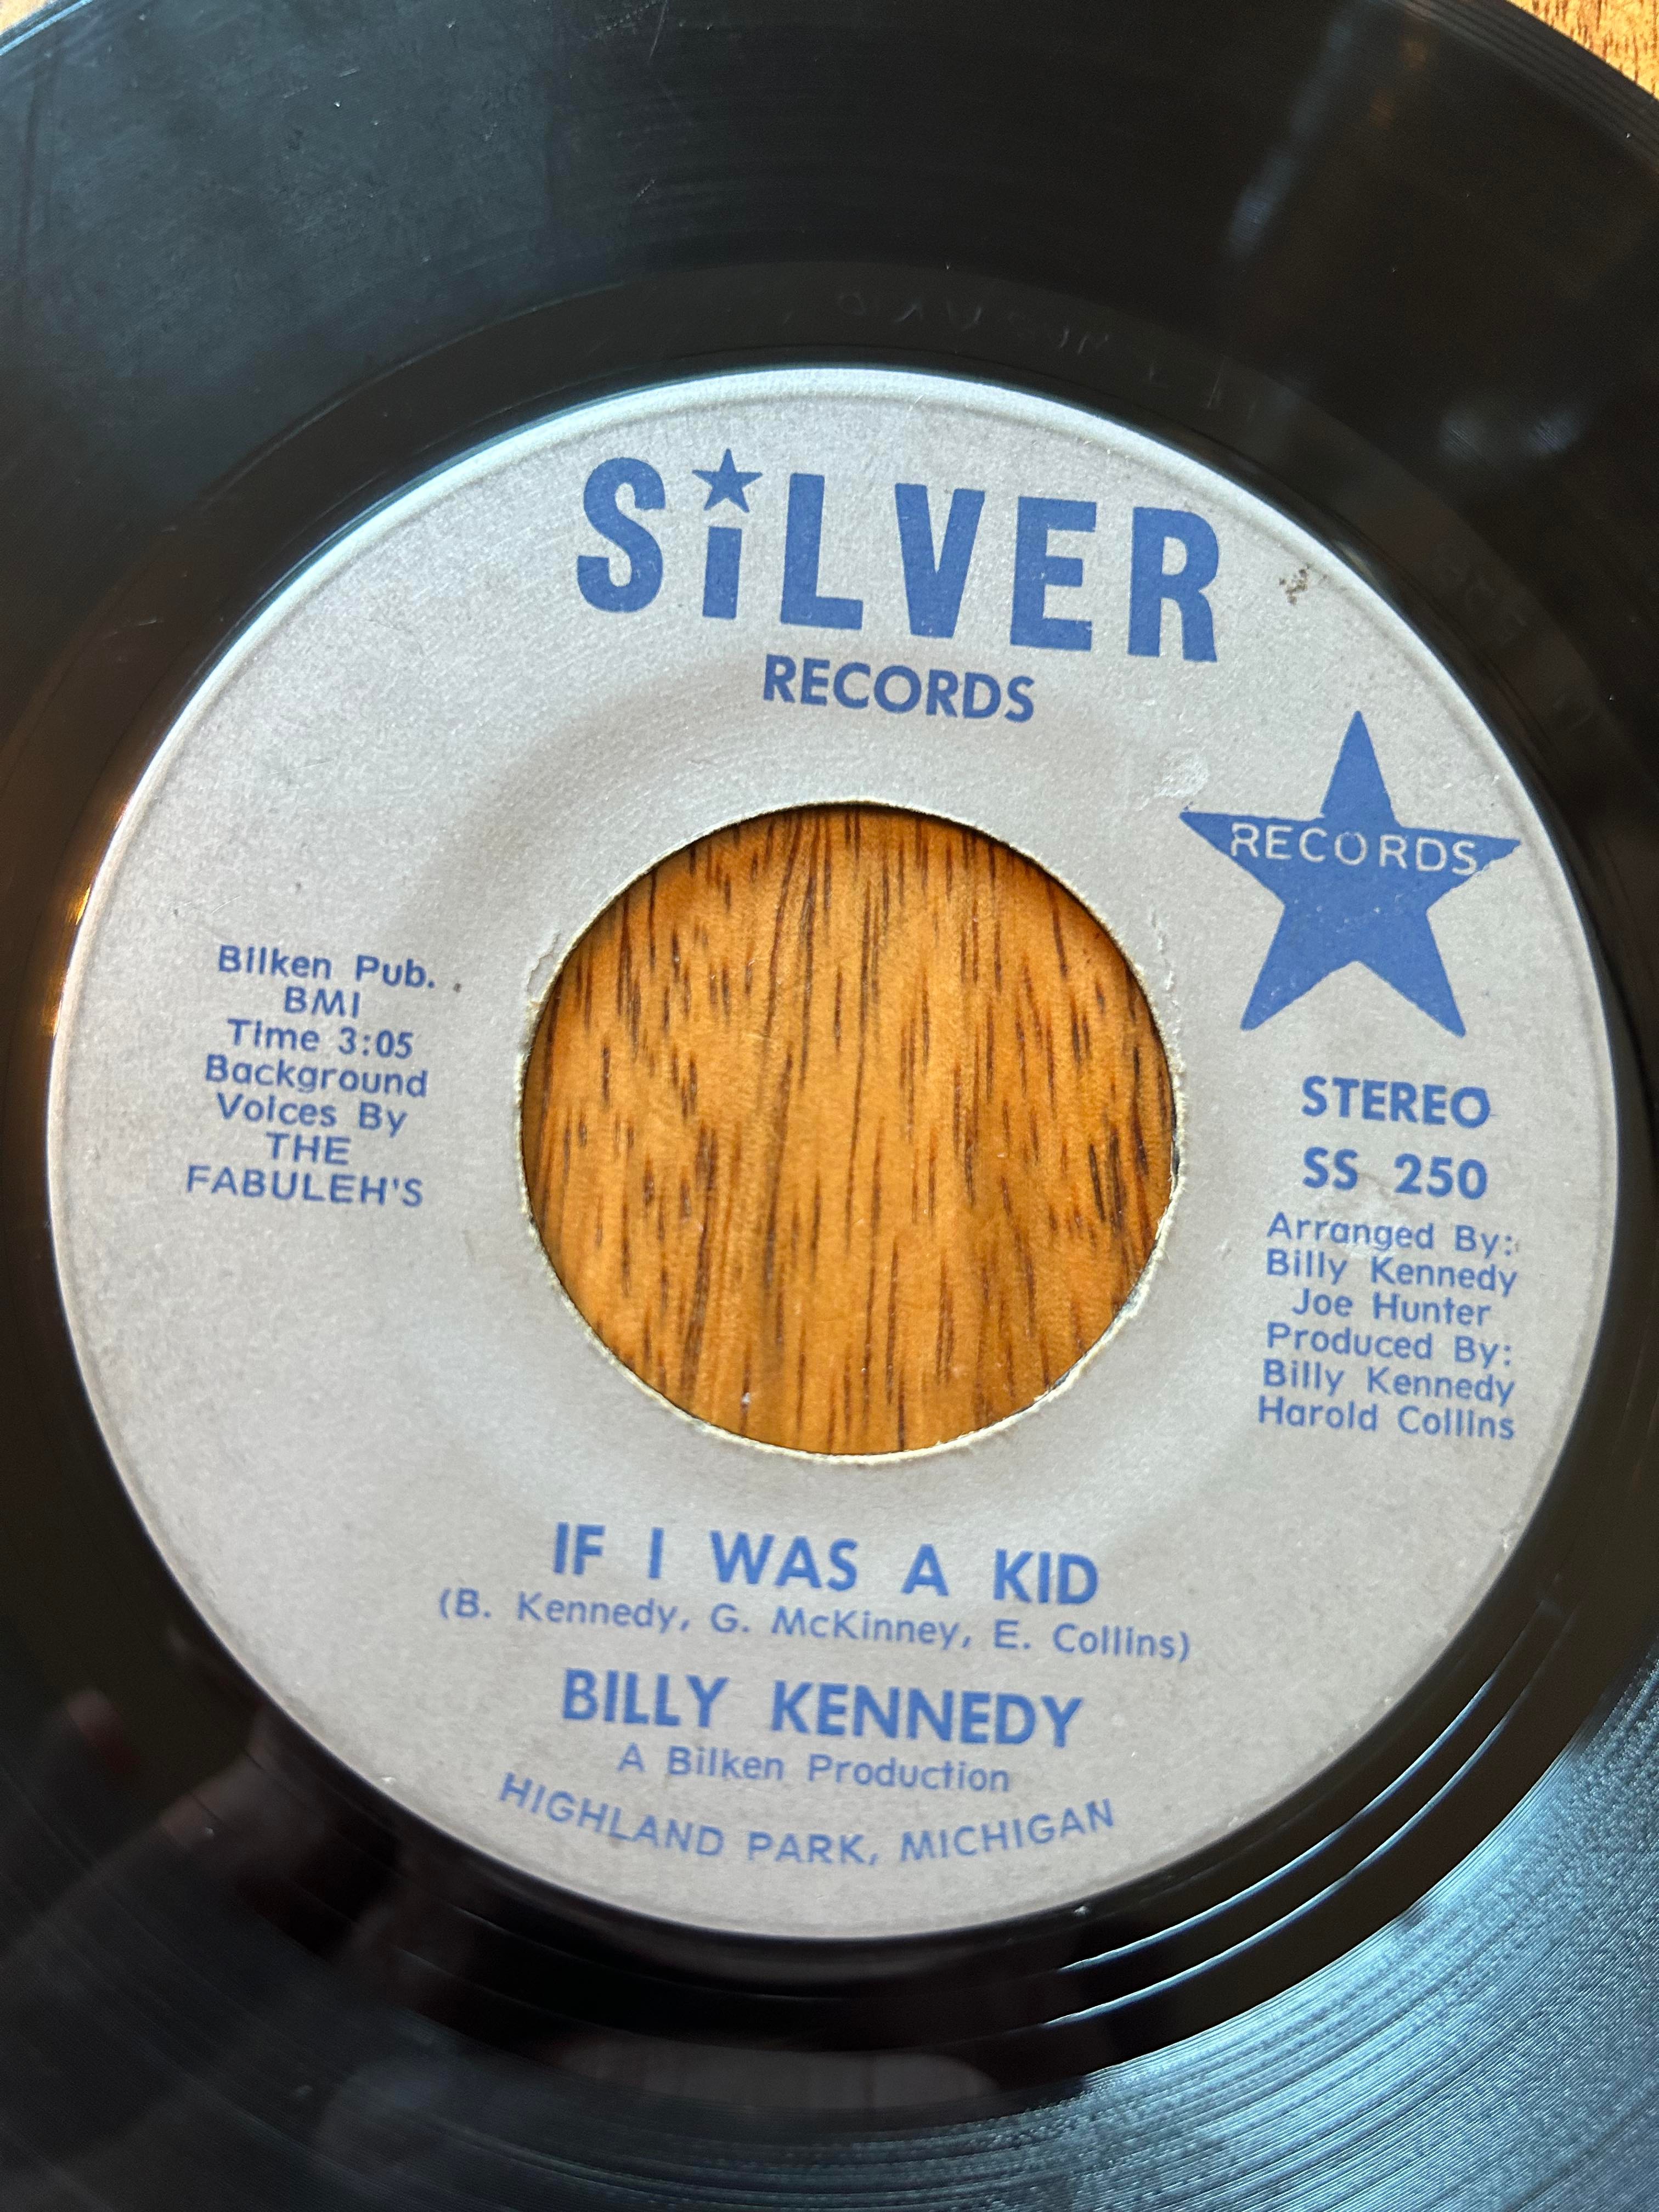 SiLVER
RECORDS
RECORDS
Bilken Pub.
BMI
Time 3:05
Background
Voices By
THE
FABULEH'S
STEREO
SS 250
Arranged By:
Billy Kennedy
Joe Hunter
Produced By:
Billy Kennedy
Harold Collins
IF I WAS A KID
(B. Kennedy, G. McKinney, E. Collins)
BILLY KENNEDY
A Bilken Production
HIGHLAND PARK, MICHIGAN